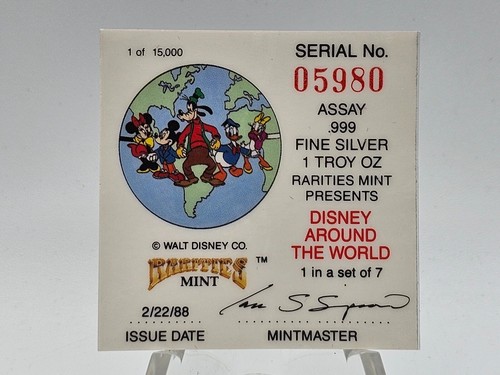 1 of 15,000
SERIAL No.
05980
ASSAY
.999
FINE SILVER
1 TROY OZ
RARITIES MINT
PRESENTS
DISNEY
AROUND
THE WORLD
1 in a set of 7
© WALT DISNEY CO.
RARITIES ™
MINT
2/22/88
ISSUE DATE
MINTMASTER